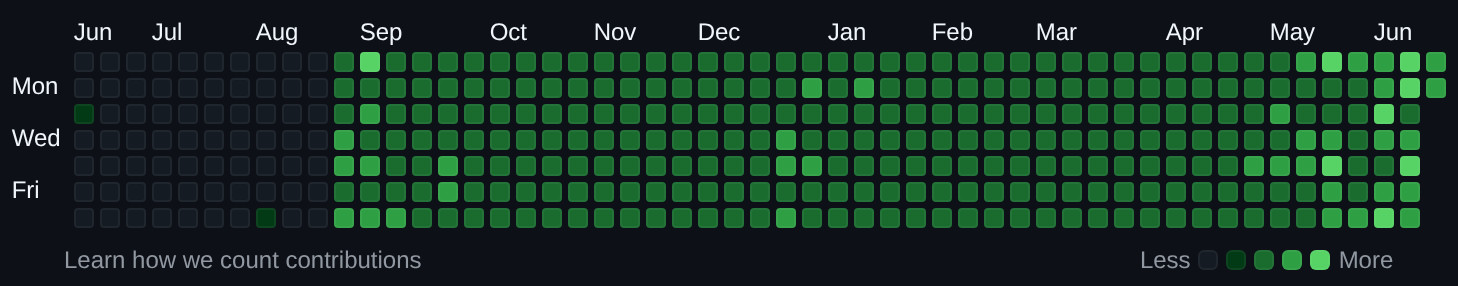 Jun Jul Aug Sep Oct Nov Dec Jan Feb Mar Apr May Jun
Mon
Wed
Fri
Learn how we count contributions Less More